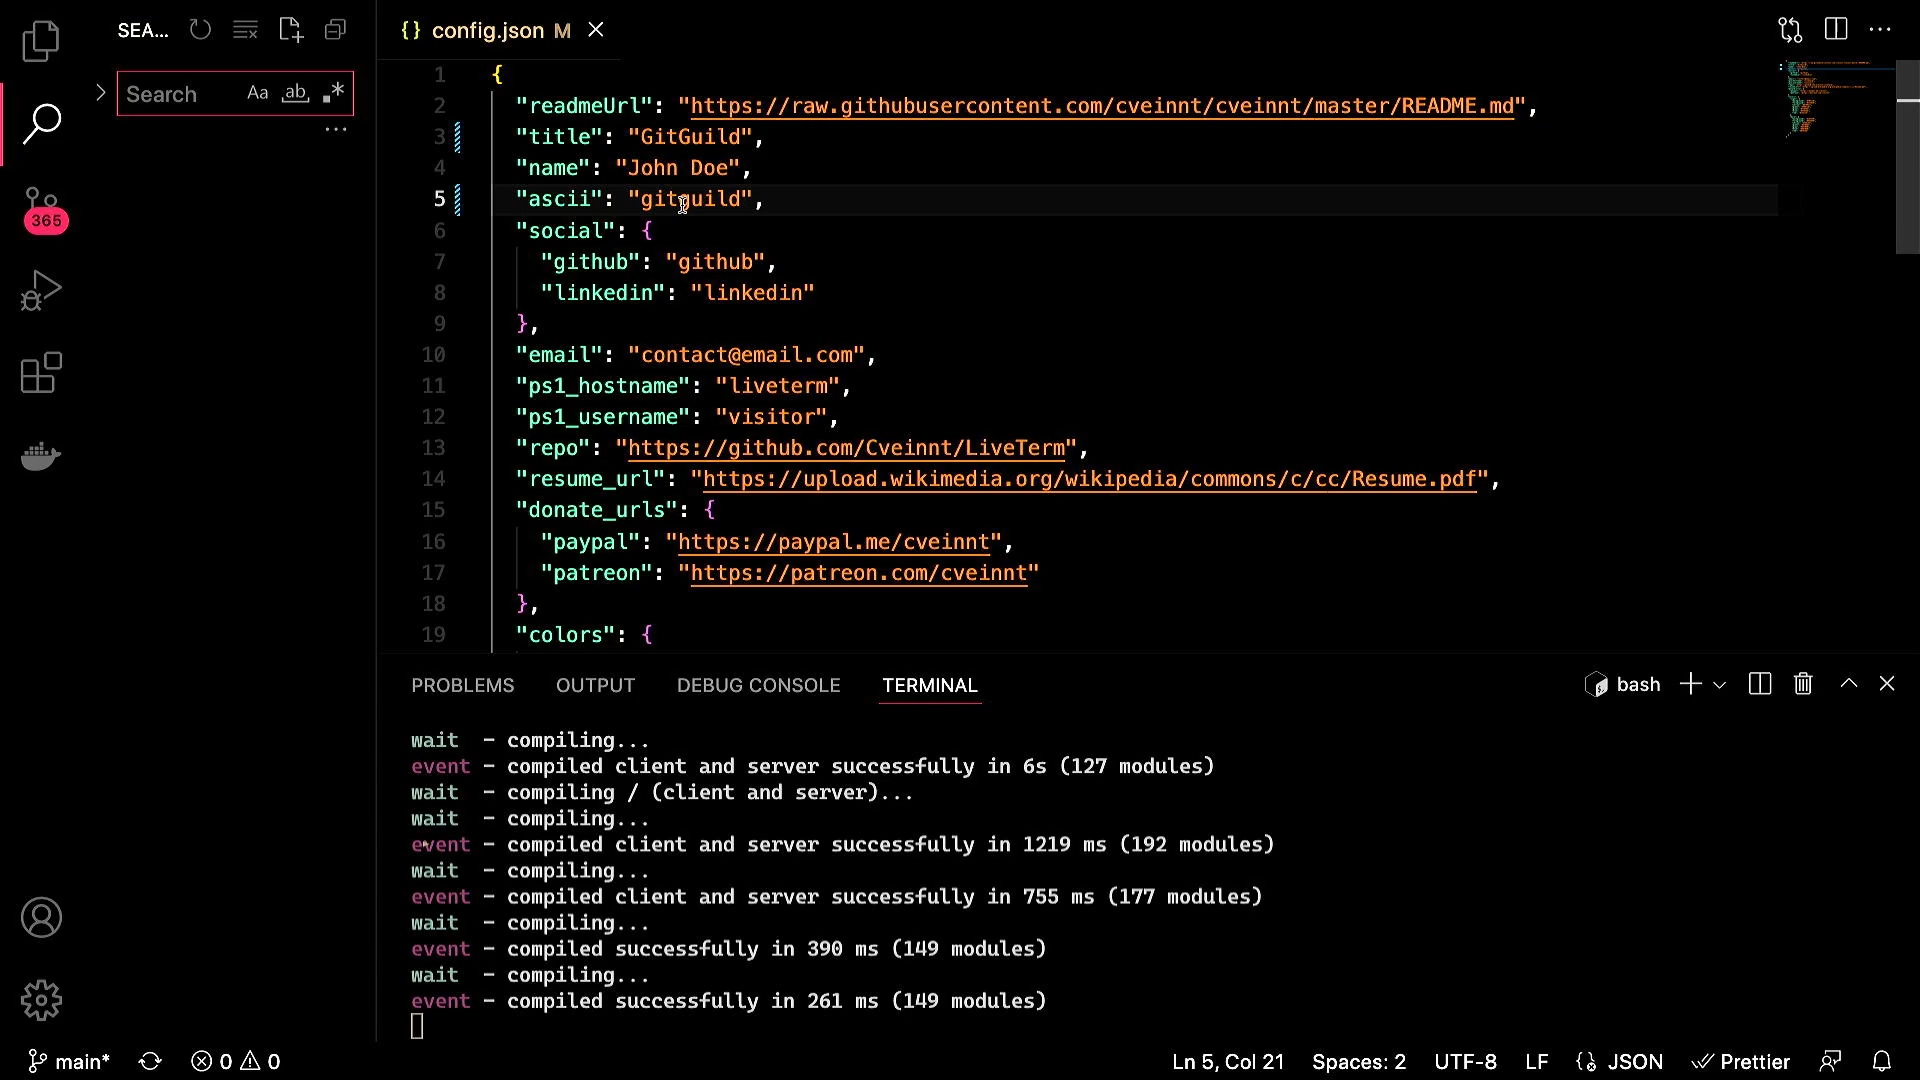 SEA...
Search
Aa
ab
365
{} config.json M
1 {
2 "readmeUrl": "https://raw.githubusercontent.com/cveinnt/cveinnt/master/README.md",
3 "title": "GitGuild",
4 "name": "John Doe",
5 "ascii": "gitguild",
6 "social": {
7 "github": "github",
8 "linkedin": "linkedin"
9 },
10 "email": "contact@email.com",
11 "ps1_hostname": "liveterm",
12 "ps1_username": "visitor",
13 "repo": "https://github.com/Cveinnt/LiveTerm",
14 "resume_url": "https://upload.wikimedia.org/wikipedia/commons/c/cc/Resume.pdf",
15 "donate_urls": {
16 "paypal": "https://paypal.me/cveinnt",
17 "patreon": "https://patreon.com/cveinnt"
18 },
19 "colors": {
PROBLEMS OUTPUT DEBUG CONSOLE TERMINAL bash
wait - compiling...
event - compiled client and server successfully in 6s (127 modules)
wait - compiling / (client and server)...
wait - compiling...
event - compiled client and server successfully in 1219 ms (192 modules)
wait - compiling...
event - compiled client and server successfully in 755 ms (177 modules)
wait - compiling...
event - compiled successfully in 390 ms (149 modules)
wait - compiling...
event - compiled successfully in 261 ms (149 modules)
main* 0 0 Ln 5, Col 21 Spaces: 2 UTF-8 LF JSON Prettier